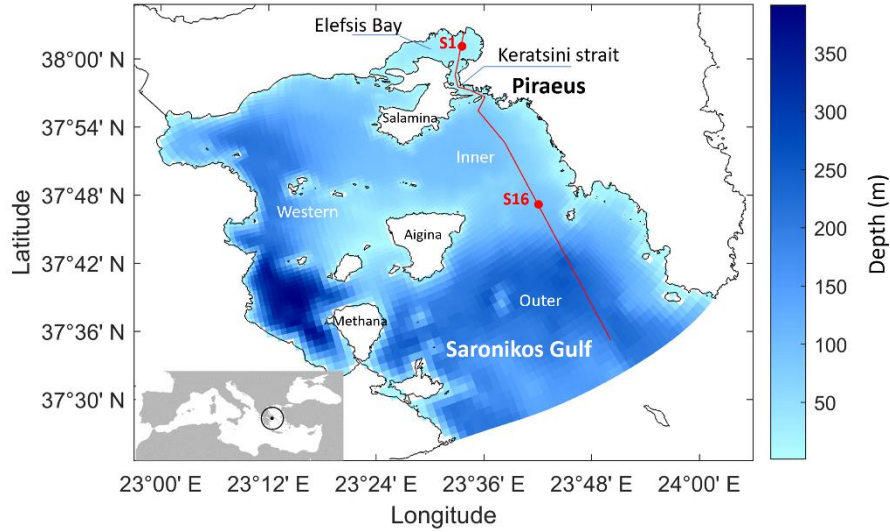 Elefsis Bay
S1
Keratsini strait
Piraeus
Salamina
Inner
S16
Western
Aigina
Outer
Methana
Saronikos Gulf
38°00' N
37°54' N
37°48' N
37°42' N
37°36' N
37°30' N
Latitude
23°00' E
23°12' E
23°24' E
23°36' E
23°48' E
24°00' E
Longitude
350
300
250
200
150
100
50
Depth (m)